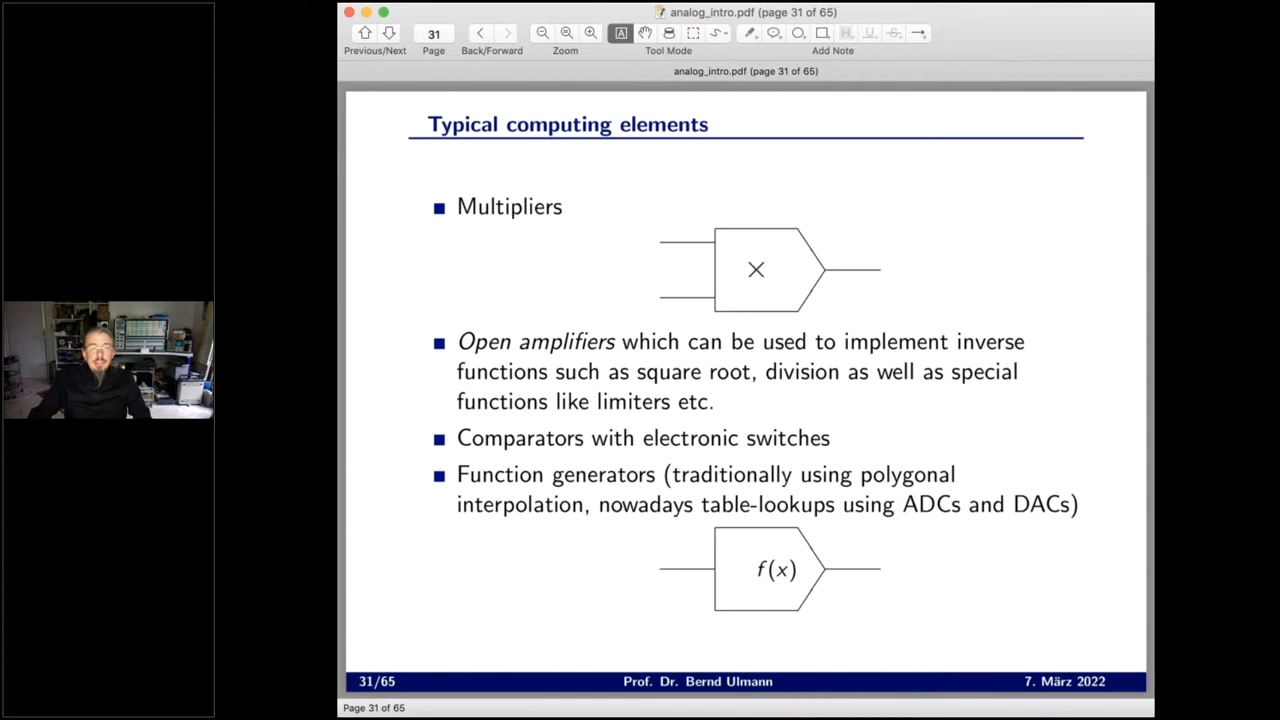 analog_intro.pdf (page 31 of 65)
31
Previous/Next Page Back/Forward Zoom Tool Mode Add Note
analog_intro.pdf (page 31 of 65)
Typical computing elements
Multipliers
×
Open amplifiers which can be used to implement inverse
functions such as square root, division as well as special
functions like limiters etc.
Comparators with electronic switches
Function generators (traditionally using polygonal
interpolation, nowadays table-lookups using ADCs and DACs)
f(x)
31/65 Prof. Dr. Bernd Ulmann 7. März 2022
Page 31 of 65